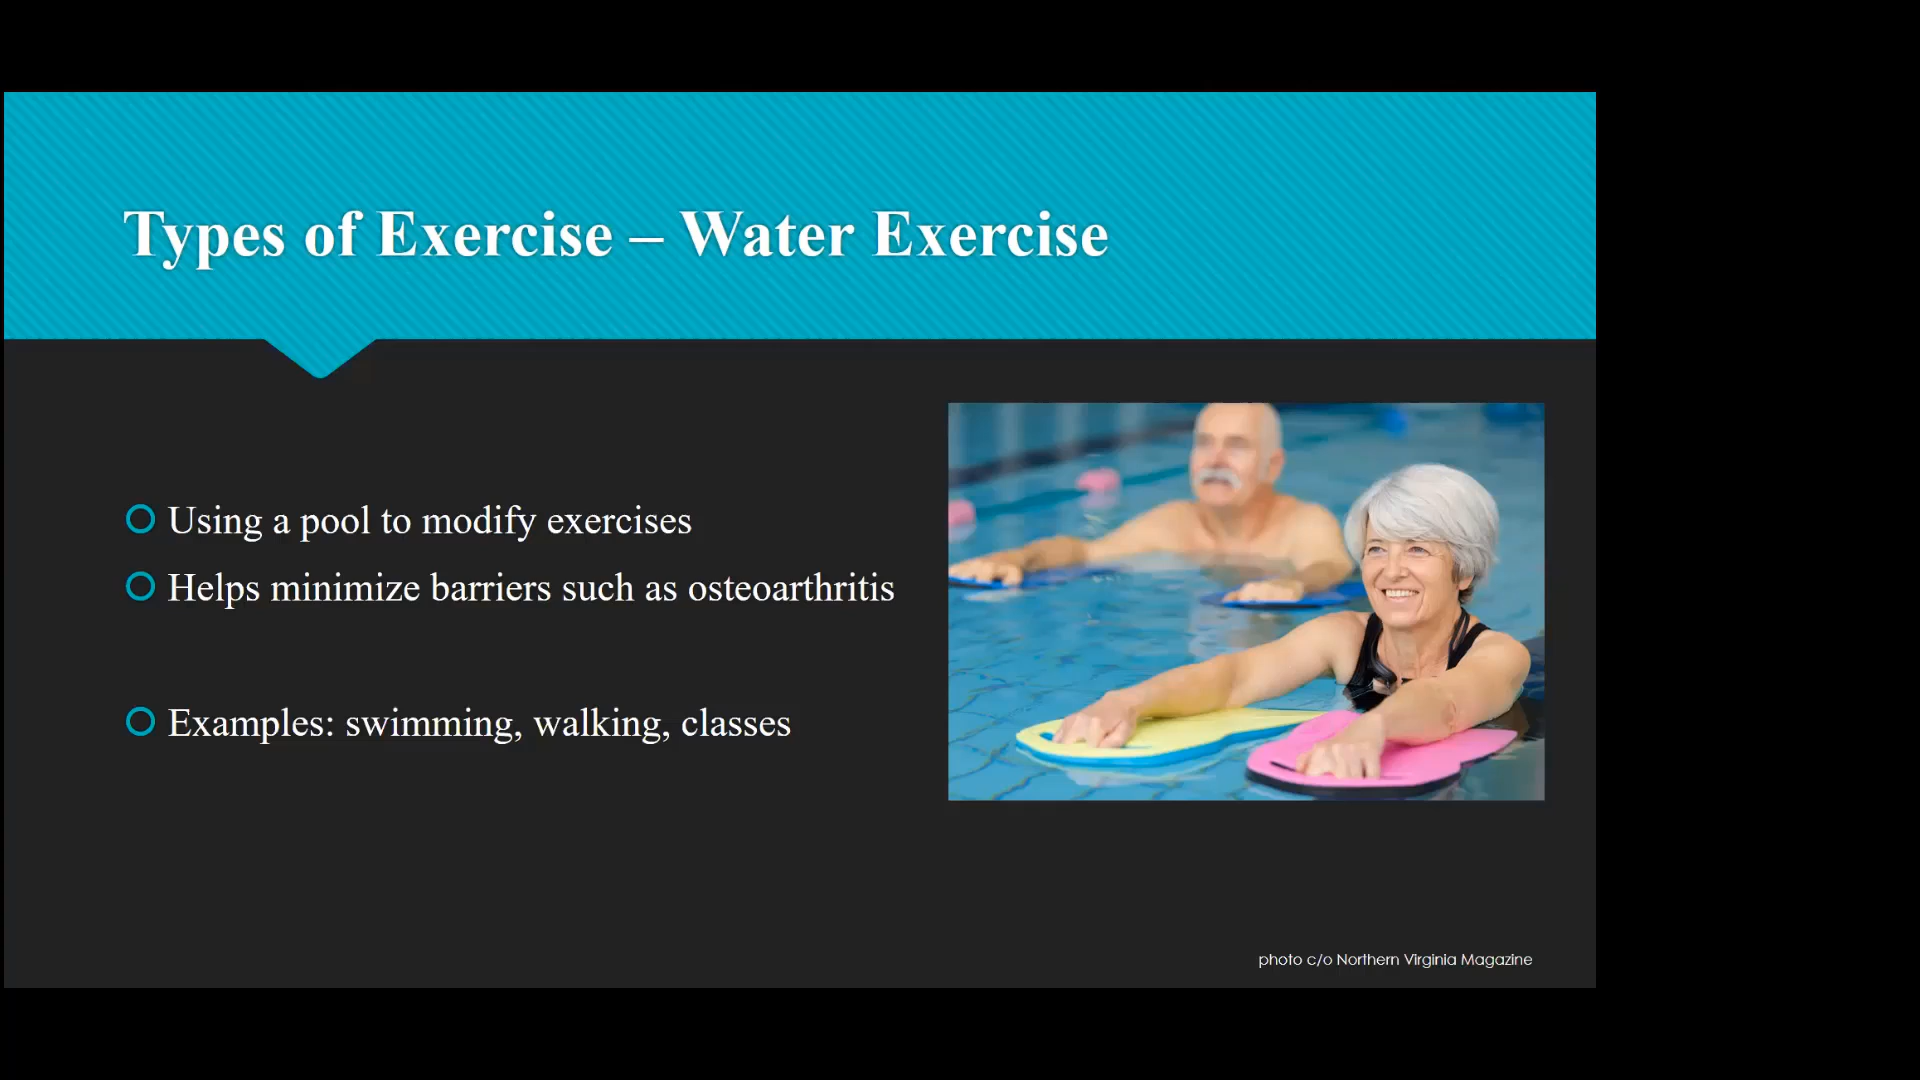 Types of Exercise – Water Exercise
Using a pool to modify exercises
Helps minimize barriers such as osteoarthritis
Examples: swimming, walking, classes
photo c/o Northern Virginia Magazine